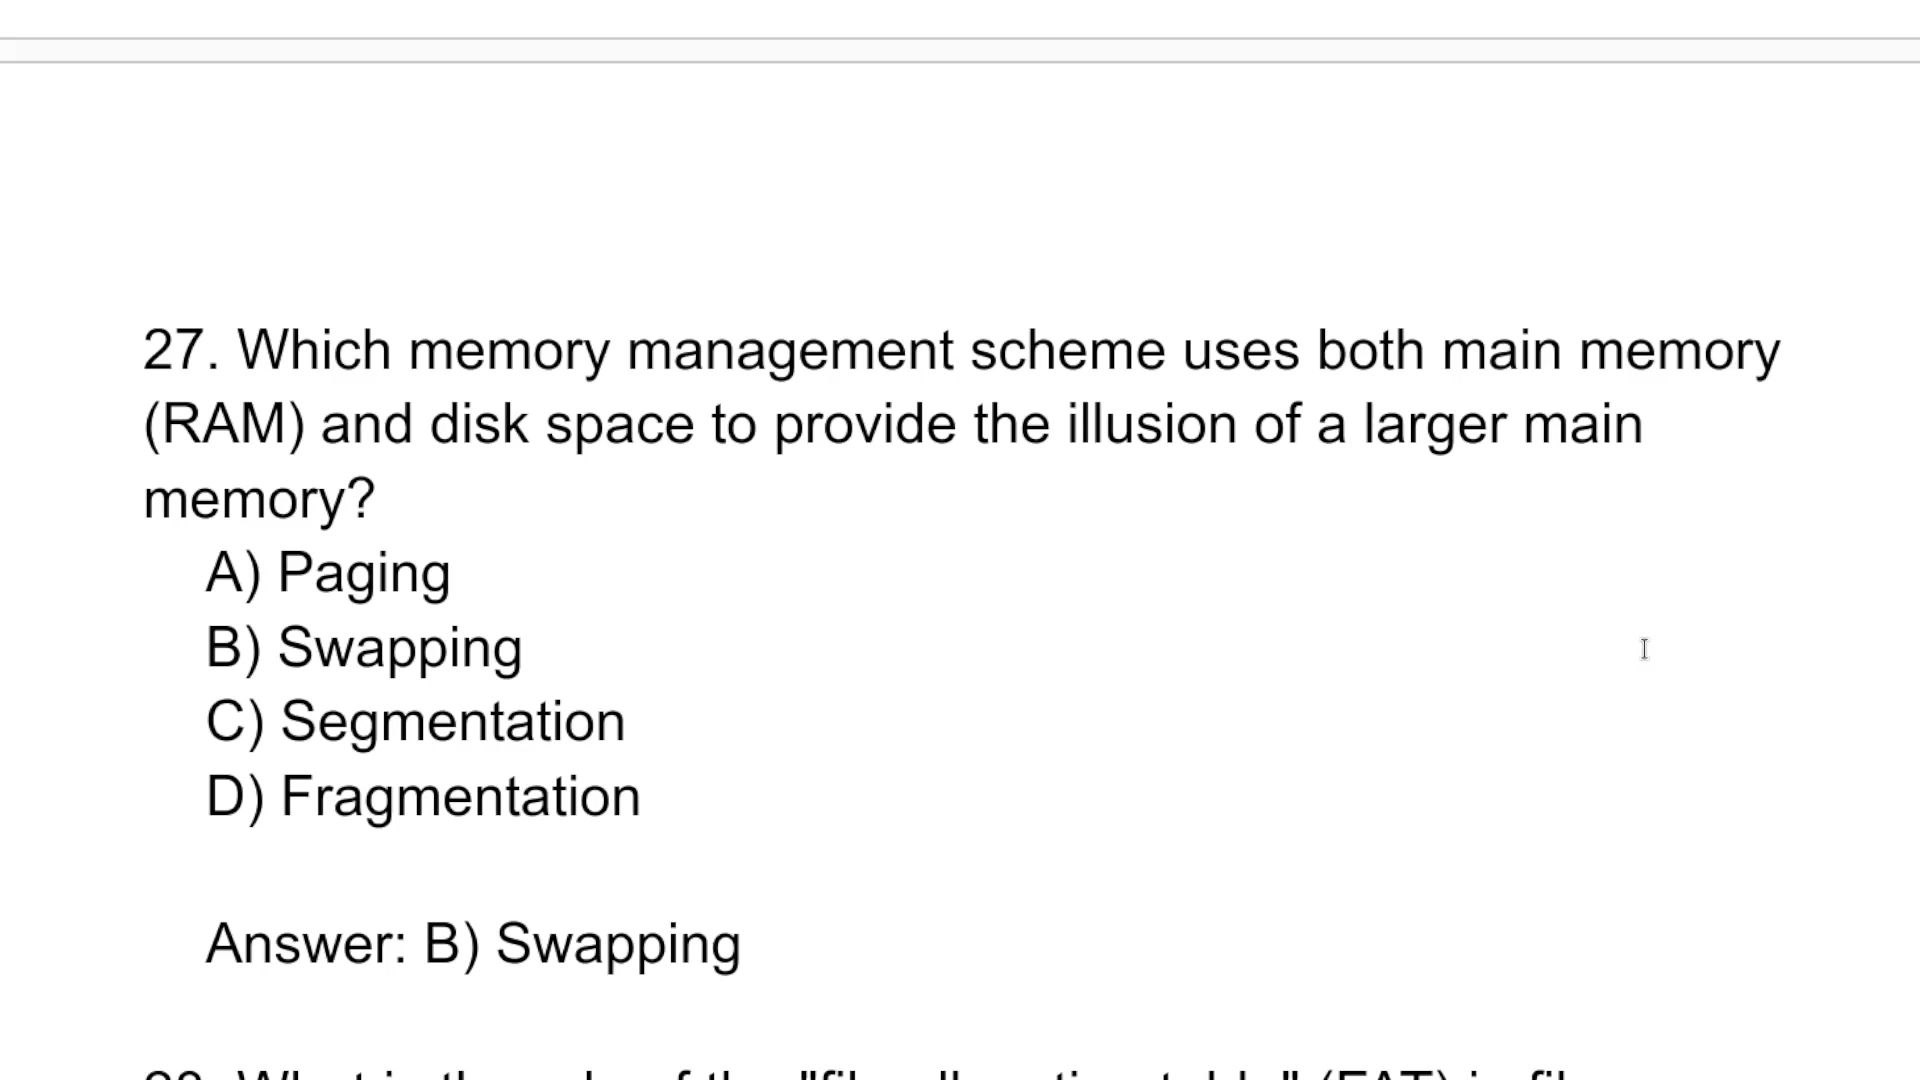 27. Which memory management scheme uses both main memory
(RAM) and disk space to provide the illusion of a larger main
memory?
A) Paging
B) Swapping
C) Segmentation
D) Fragmentation
Answer: B) Swapping